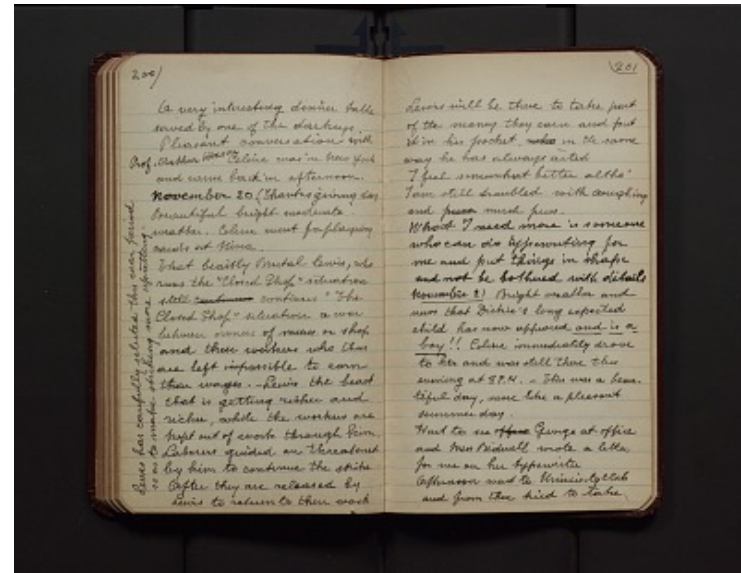 200/
A very interesting dinner table
served by one of the
Pleasant conversation with
Prof. Arthur Celine was in New York
and came back in afternoon.
November 20 (Thanksgiving day
Beautiful bright moderate
weather. Celine went for playing
cards at Nina.
That beastly Brutal Lewis, who
runs the "Closed Shop" situation
still continues "The
Closed Shop" situation a war
between owners of or shop
and these workers who thus
are left impossible to earn
their wages. - Lewis the beast
that is getting richer and
richer, while the workers are
kept out of work through him.
Laborers guided or threatened
by him to continue the strike
After they are released by
Lewis to return to their work
Lewis has carefully selected this year period
so as to make striking more upsetting.
201
Lewis will be there to take part
of the money they earn and put
it in his pocket in the same
way he has always acted
I feel somewhat better altho'
I am still troubled with coughing
and much pus.
What I need more is someone
who can do typewriting for
me and put things in shape
and not be bothered with details
November 21 Bright weather and
news that Dickie's long expected
child has now appeared and is a
boy!! Celine immediately drove
to her and was still there this
evening at 8 P.M. - This was a beau-
tiful day, more like a pleasant
summer day.
Went to see George at office
and Miss Bidwell wrote a letter
for me on her typewriter
Afternoon went to University Club
and from there tried to take